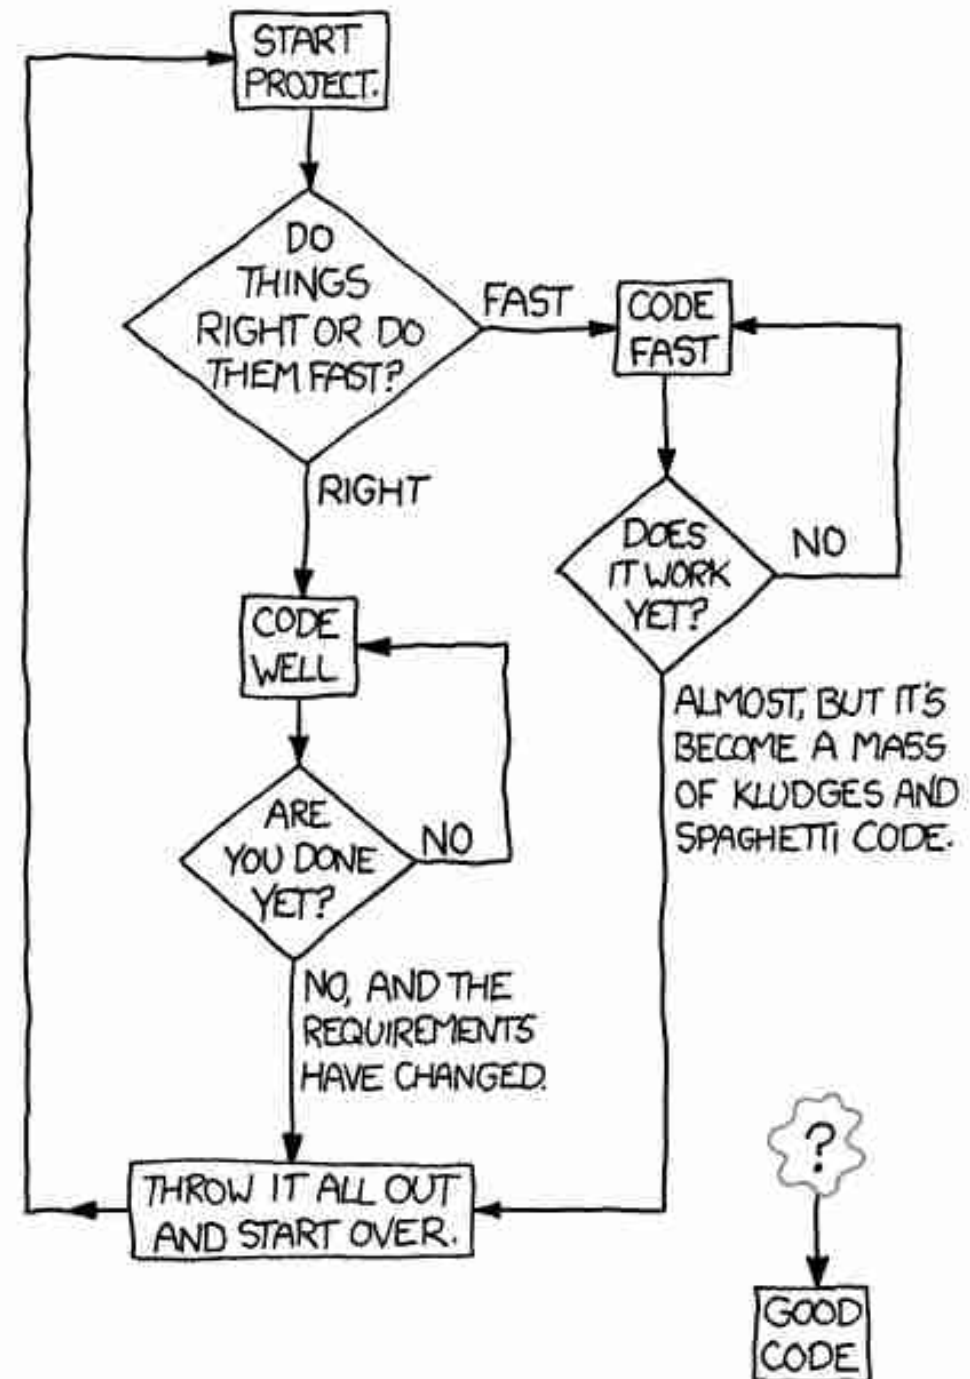 START
PROJECT.
DO
THINGS
RIGHT OR DO
THEM FAST?
FAST
CODE
FAST
RIGHT
DOES
IT WORK
YET?
NO
CODE
WELL
ALMOST, BUT IT'S
BECOME A MASS
OF KLUDGES AND
SPAGHETTI CODE.
ARE
YOU DONE
YET?
NO
NO, AND THE
REQUIREMENTS
HAVE CHANGED.
THROW IT ALL OUT
AND START OVER.
?
GOOD
CODE